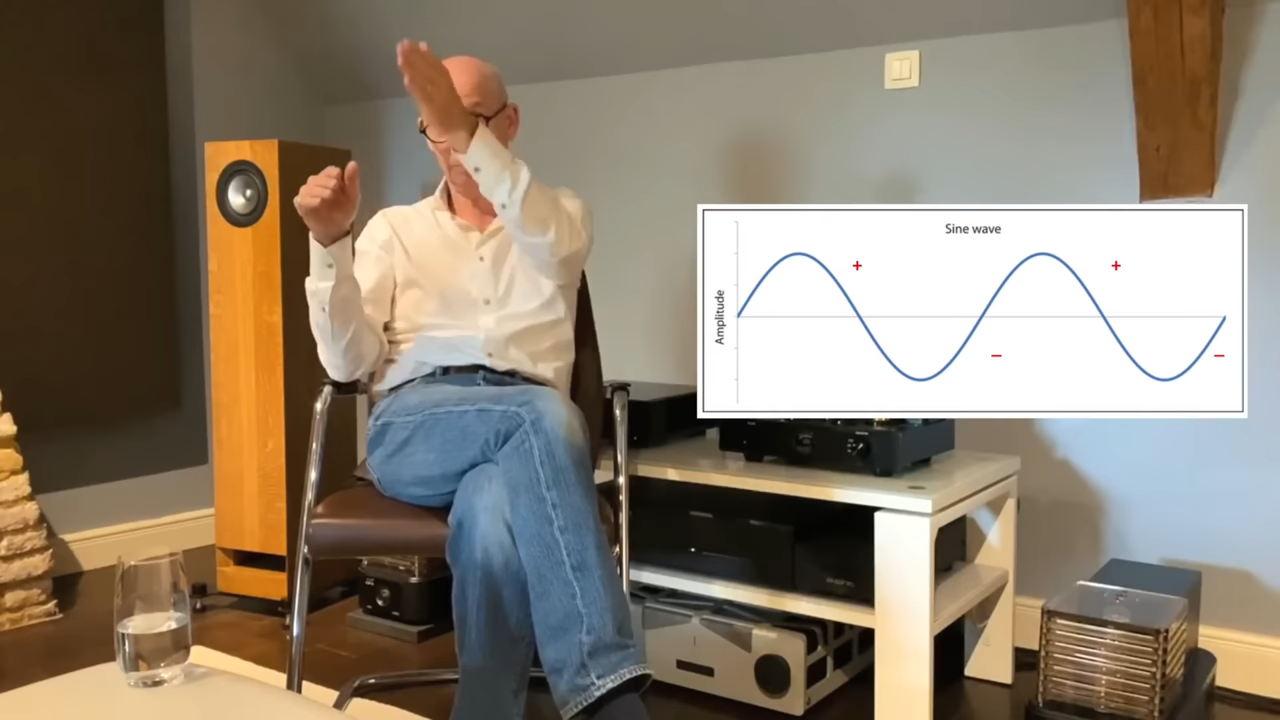 Sine wave
+ +
Amplitude
– –